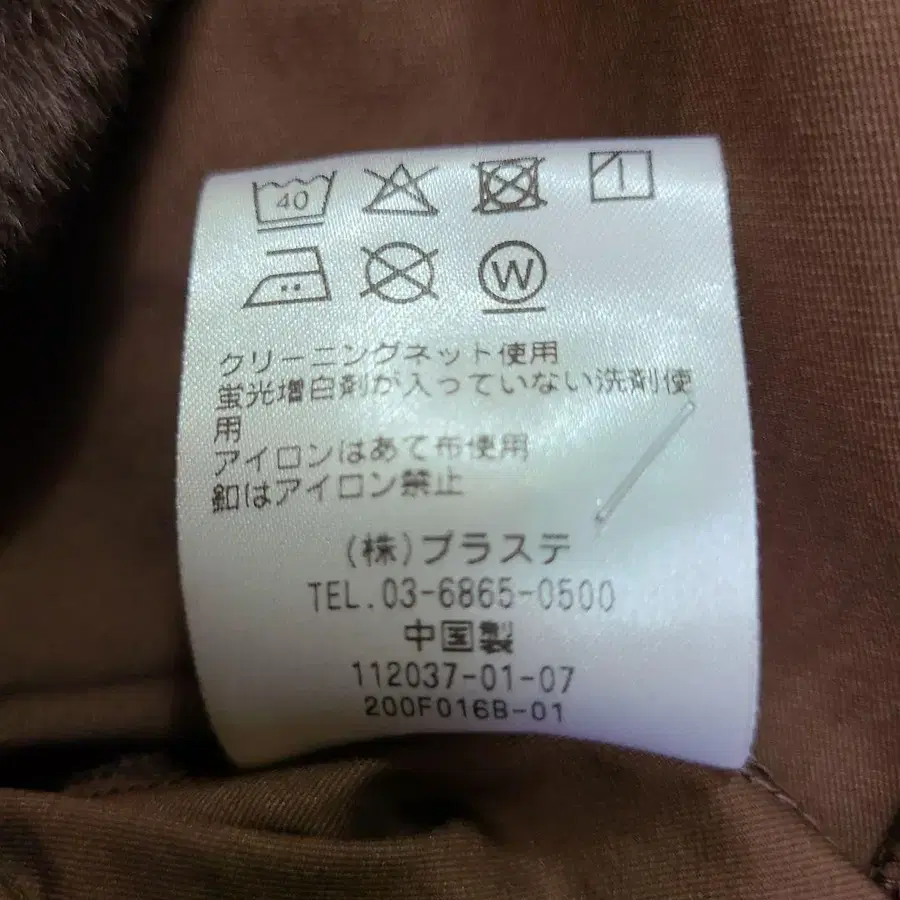 40
W
クリーニングネット使用
蛍光増白剤が入っていない洗剤使
用
アイロンはあて布使用
釦はアイロン禁止
(株)プラステ
TEL.03-6865-0500
中国製
112037-01-07
200F016B-01